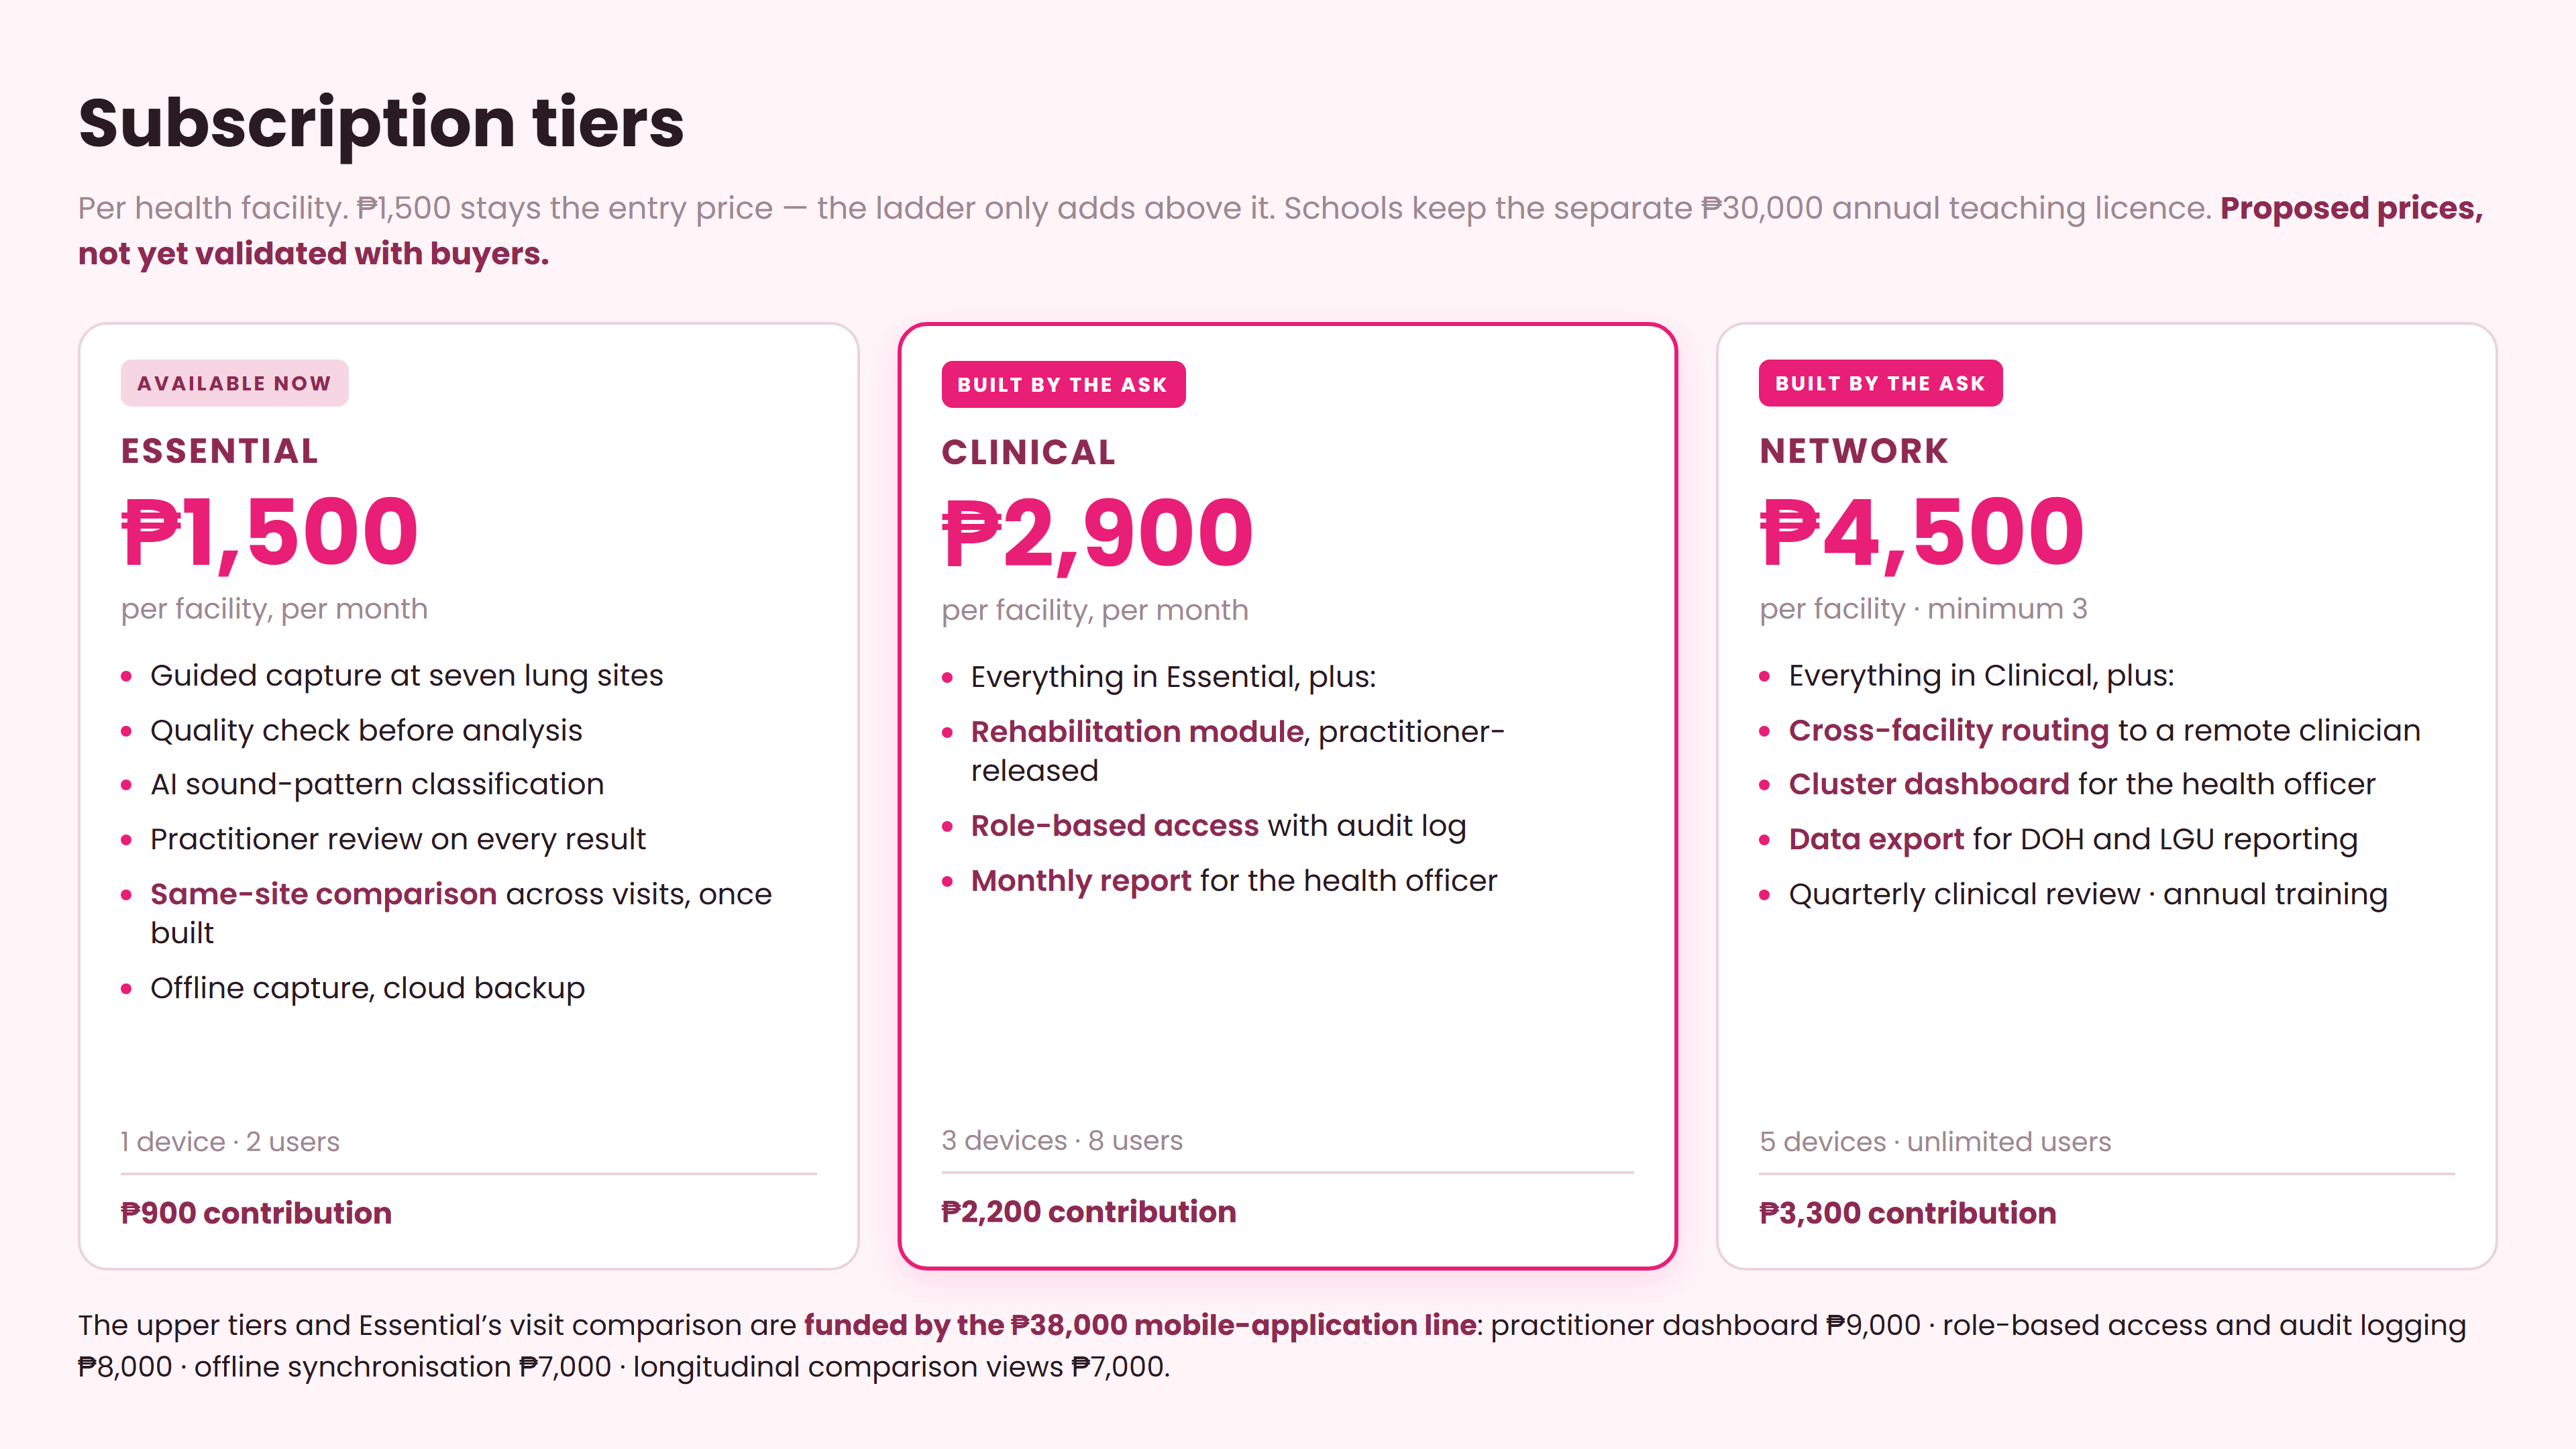 Subscription tiers
Per health facility. ₱1,500 stays the entry price — the ladder only adds above it. Schools keep the separate ₱30,000 annual teaching licence. Proposed prices,
not yet validated with buyers.
AVAILABLE NOW
ESSENTIAL
₱1,500
per facility, per month
• Guided capture at seven lung sites
• Quality check before analysis
• AI sound-pattern classification
• Practitioner review on every result
• Same-site comparison across visits, once
built
• Offline capture, cloud backup
1 device · 2 users
₱900 contribution
BUILT BY THE ASK
CLINICAL
₱2,900
per facility, per month
• Everything in Essential, plus:
• Rehabilitation module, practitioner-
released
• Role-based access with audit log
• Monthly report for the health officer
3 devices · 8 users
₱2,200 contribution
BUILT BY THE ASK
NETWORK
₱4,500
per facility · minimum 3
• Everything in Clinical, plus:
• Cross-facility routing to a remote clinician
• Cluster dashboard for the health officer
• Data export for DOH and LGU reporting
• Quarterly clinical review · annual training
5 devices · unlimited users
₱3,300 contribution
The upper tiers and Essential’s visit comparison are funded by the ₱38,000 mobile-application line: practitioner dashboard ₱9,000 · role-based access and audit logging
₱8,000 · offline synchronisation ₱7,000 · longitudinal comparison views ₱7,000.